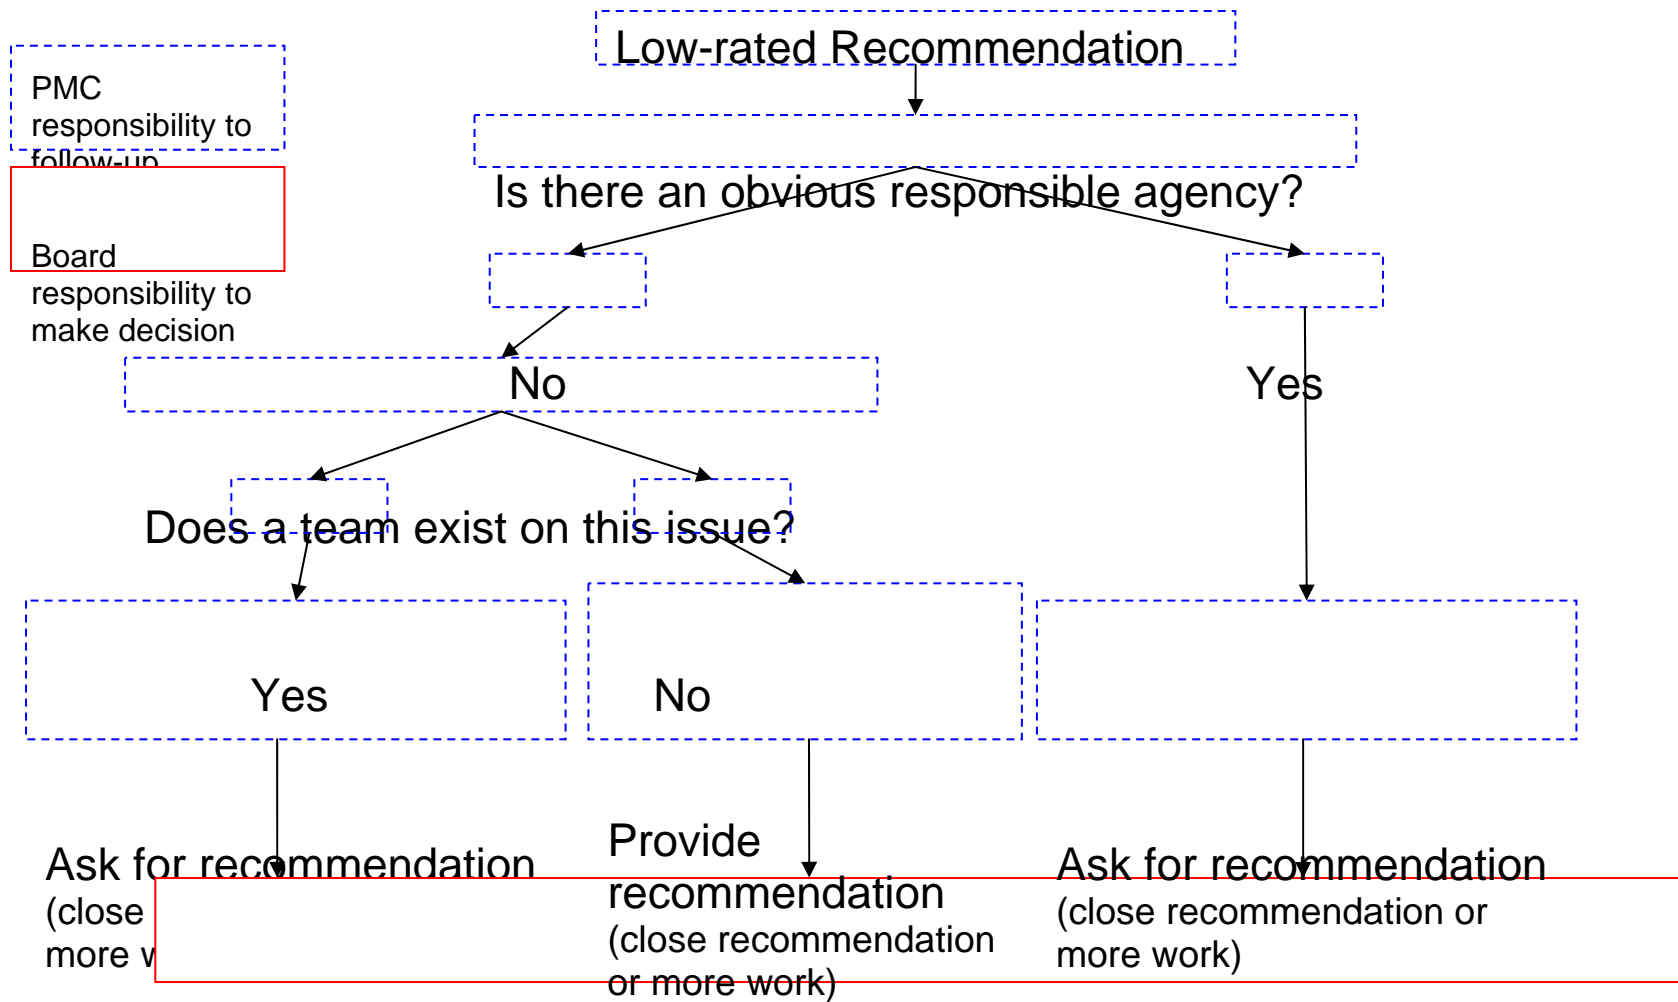 Low-rated Recommendation
PMC
responsibility to
follow-up
Is there an obvious responsible agency?
Board
responsibility to
make decision
No
Yes
Does a team exist on this issue?
Yes
No
Ask for recommendation
(close
more w
Provide
recommendation
(close recommendation
or more work)
Ask for recommendation
(close recommendation or
more work)